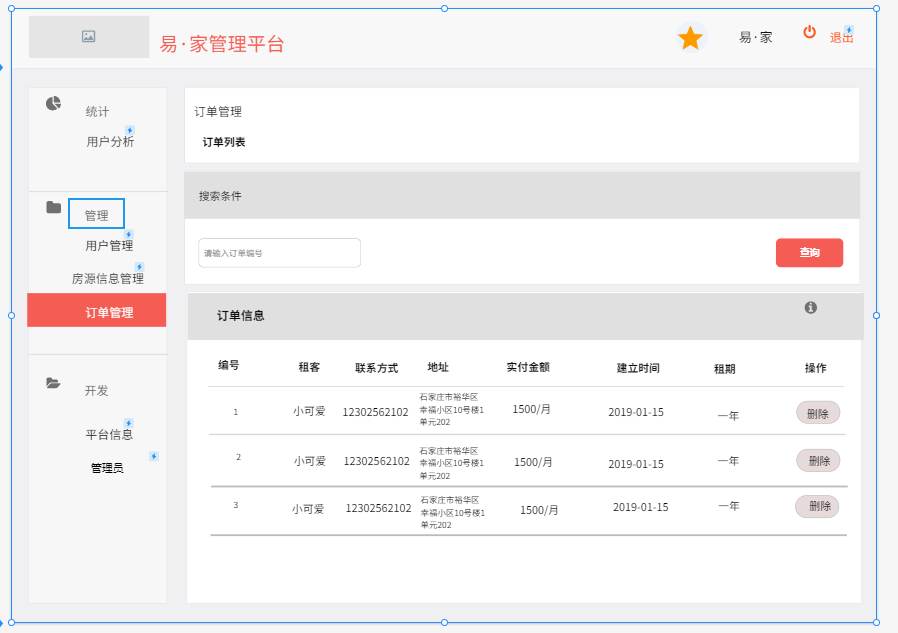 易·家管理平台
易·家
退出
统计
用户分析
管理
用户管理
房源信息管理
订单管理
开发
平台信息
管理员
订单管理
订单列表
搜索条件
请输入订单编号
查询
订单信息
编号 租客 联系方式 地址 实付金额 建立时间 租期 操作
1 小可爱 12302562102 石家庄市裕华区 1500/月 2019-01-15 一年 删除
幸福小区10号楼1
单元202
2 小可爱 12302562102 石家庄市裕华区 1500/月 2019-01-15 一年 删除
幸福小区10号楼1
单元202
3 小可爱 12302562102 石家庄市裕华区 1500/月 2019-01-15 一年 删除
幸福小区10号楼1
单元202